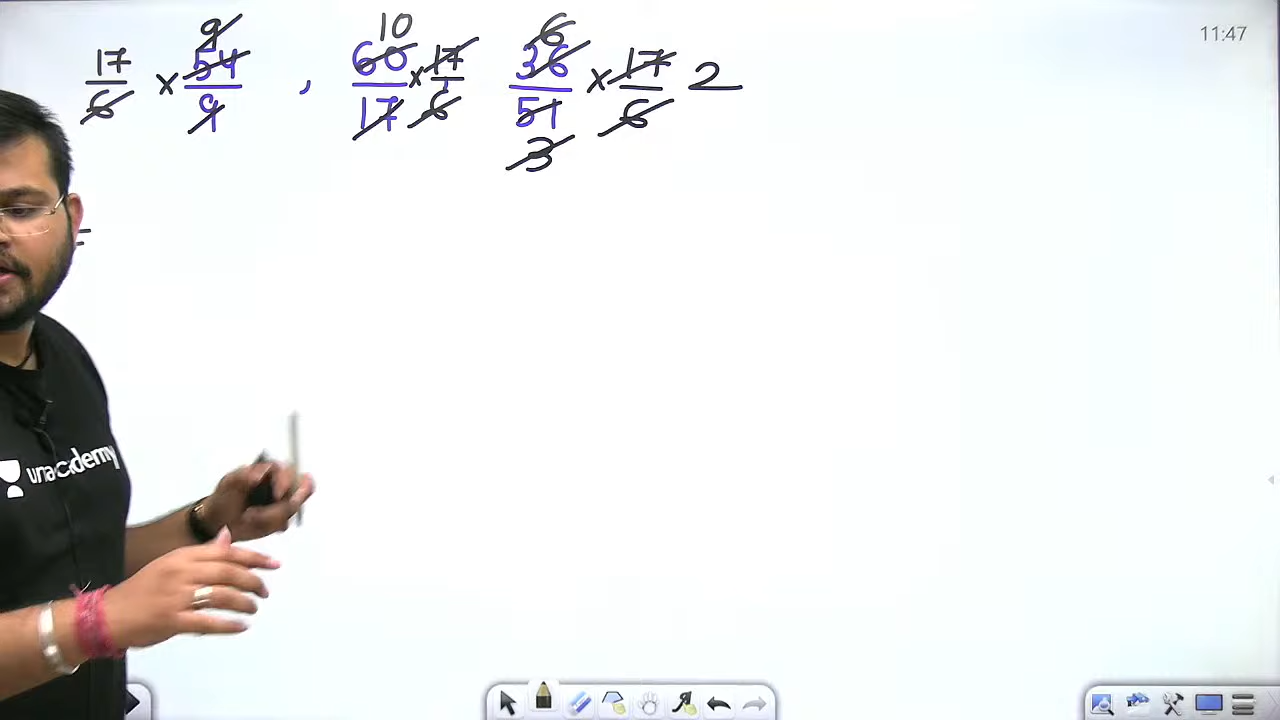 11:47
9 10 6
17/6 × 54/9 , 60/17 × 17/6 36/51 × 17/6 2
3
=
unacademy